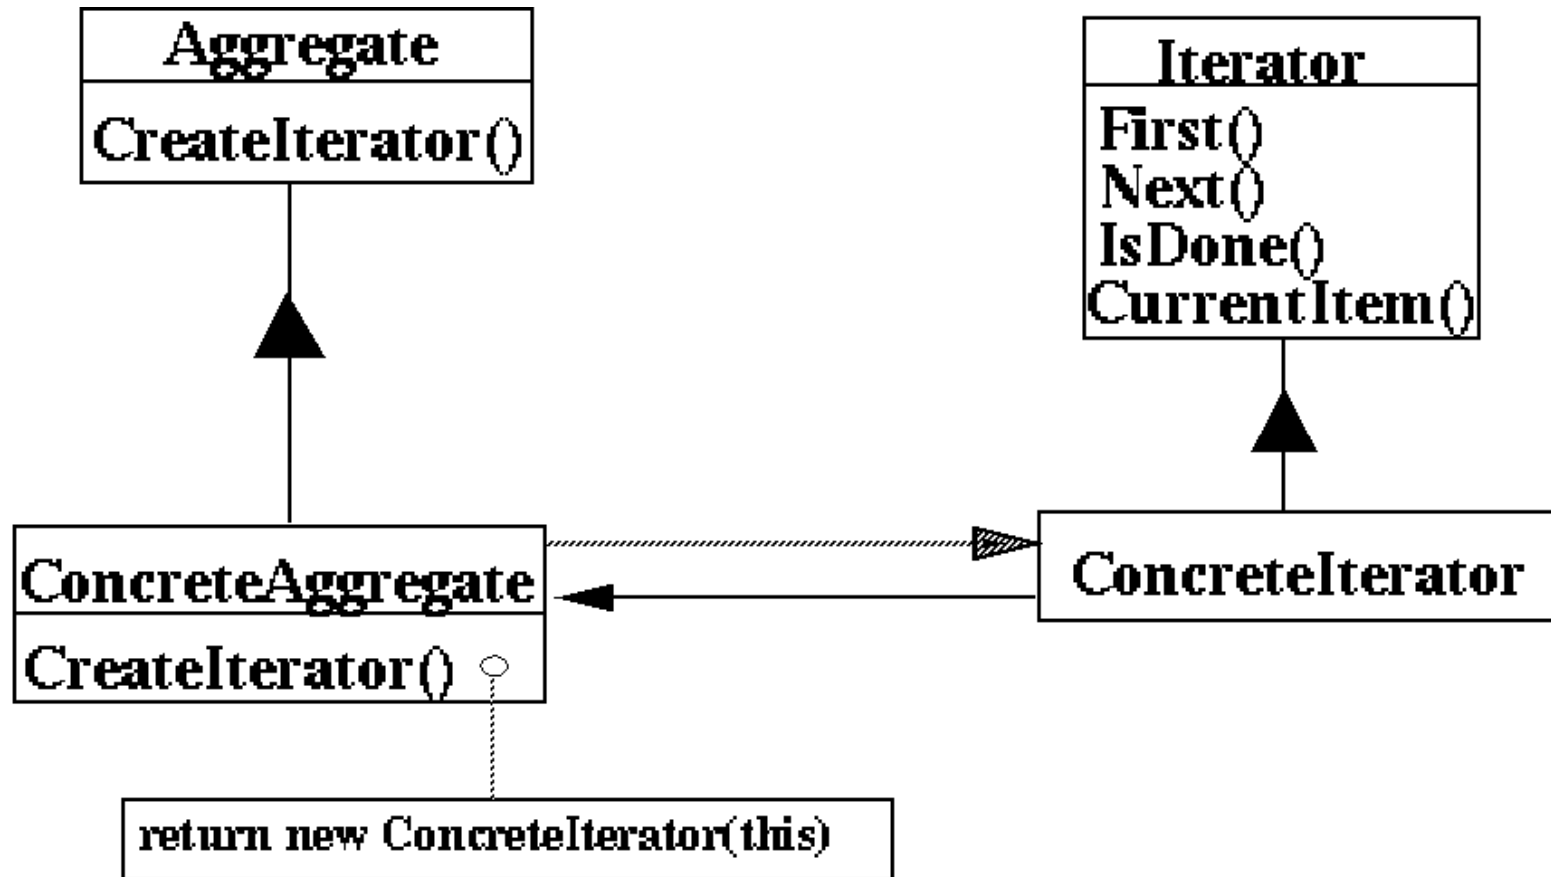 Aggregate
CreateIterator()
Iterator
First()
Next()
IsDone()
CurrentItem()
ConcreteAggregate
CreateIterator()
ConcreteIterator
return new ConcreteIterator(this)